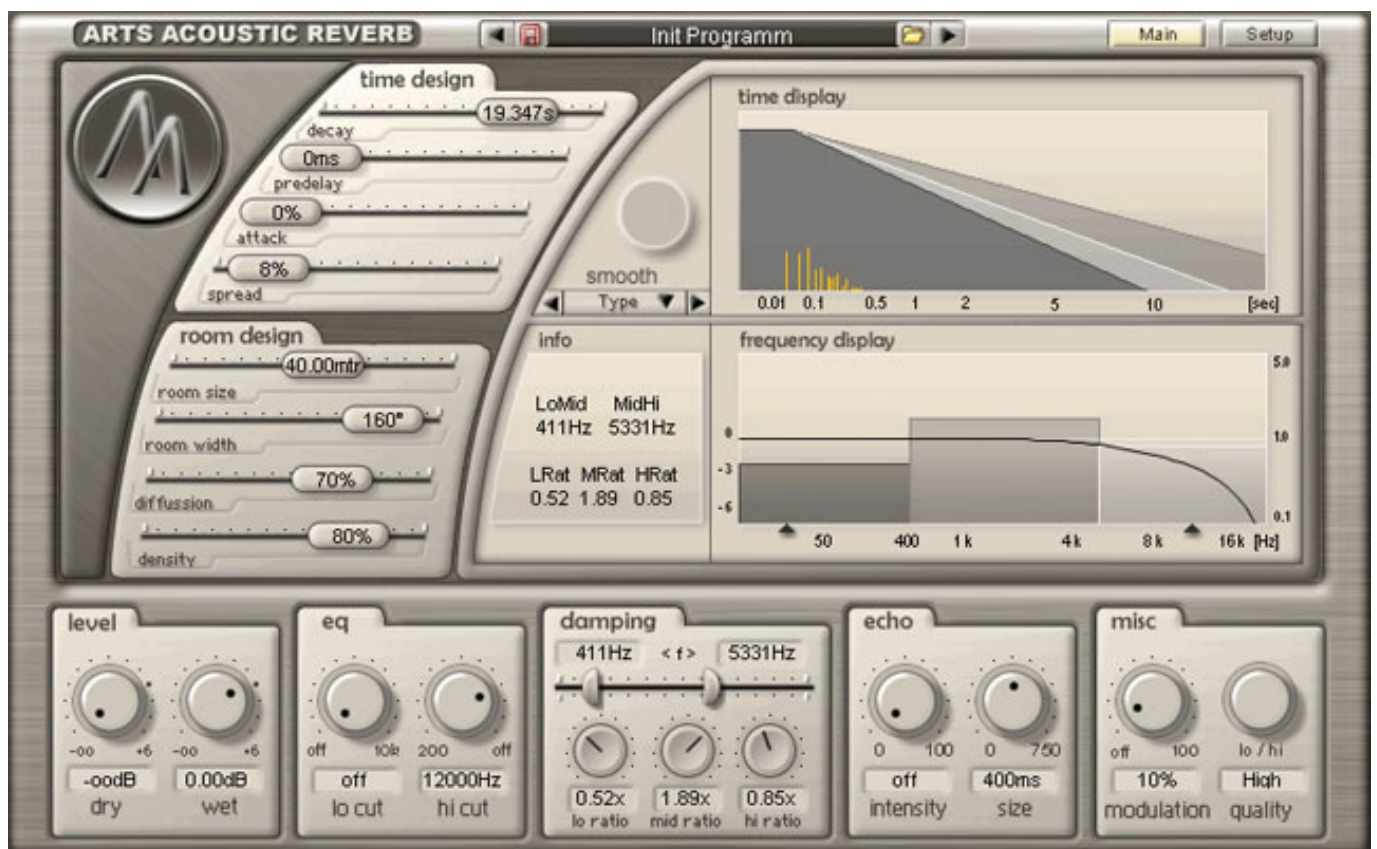 ARTS ACOUSTIC REVERB
Init Programm
Main
Setup
time design
19.347s
decay
0ms
predelay
0%
attack
8%
spread
room design
40.00mtr
room size
160°
room width
70%
diffussion
80%
density
smooth
Type
time display
0.01 0.1 0.5 1 2 5 10 [sec]
info
LoMid MidHi
411Hz 5331Hz
LRat MRat HRat
0.52 1.89 0.85
frequency display
5.0
0 1.0
-3
-6 0.1
50 400 1k 4k 8k 16k [Hz]
level
-oo +6 -oo +6
-oodB 0.00dB
dry wet
eq
off 10k 200 off
off 12000Hz
lo cut hi cut
damping
411Hz < f > 5331Hz
0.52x 1.89x 0.85x
lo ratio mid ratio hi ratio
echo
0 100 0 750
off 400ms
intensity size
misc
off 100 lo / hi
10% High
modulation quality